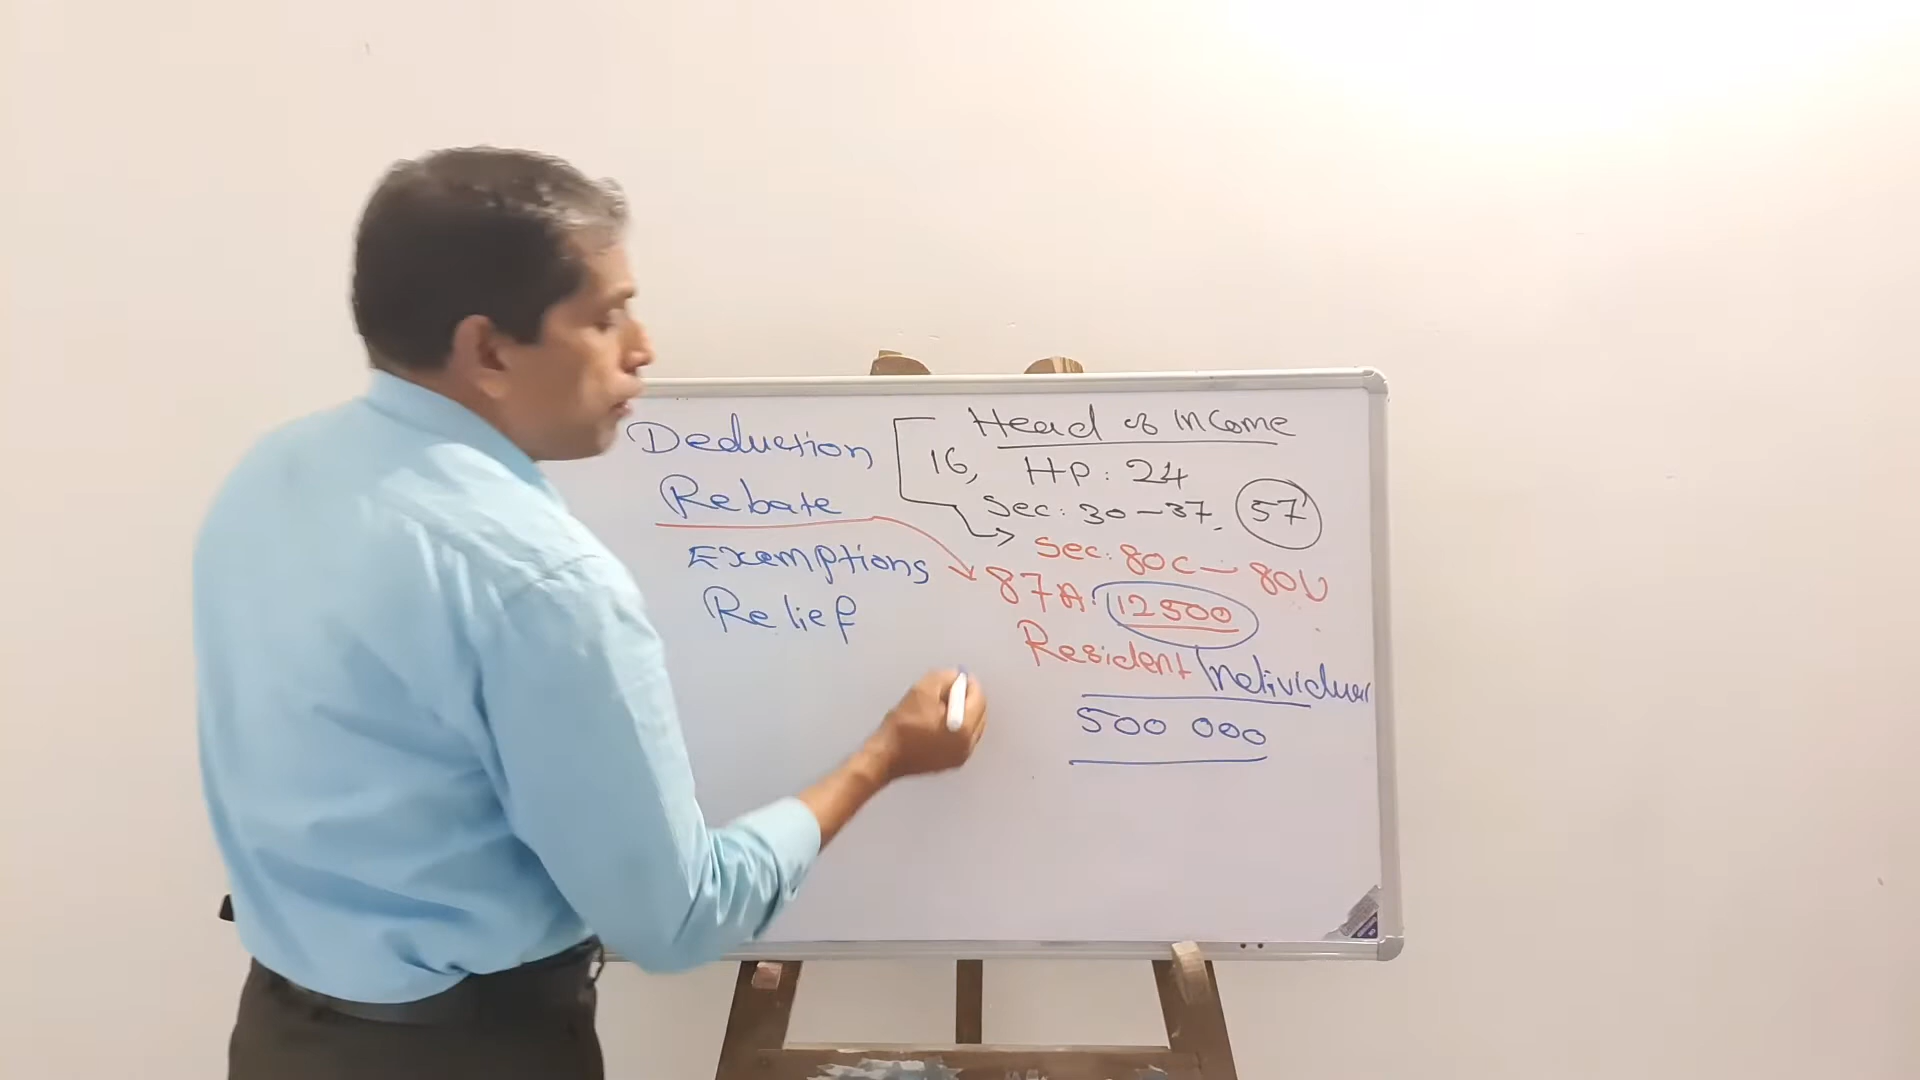 Deduction
Rebate
Exemptions
Relief
Head of Income
16, HP: 24
Sec: 30-37, 57
Sec: 80C - 80U
87A: 12500
Resident Individual
500 000